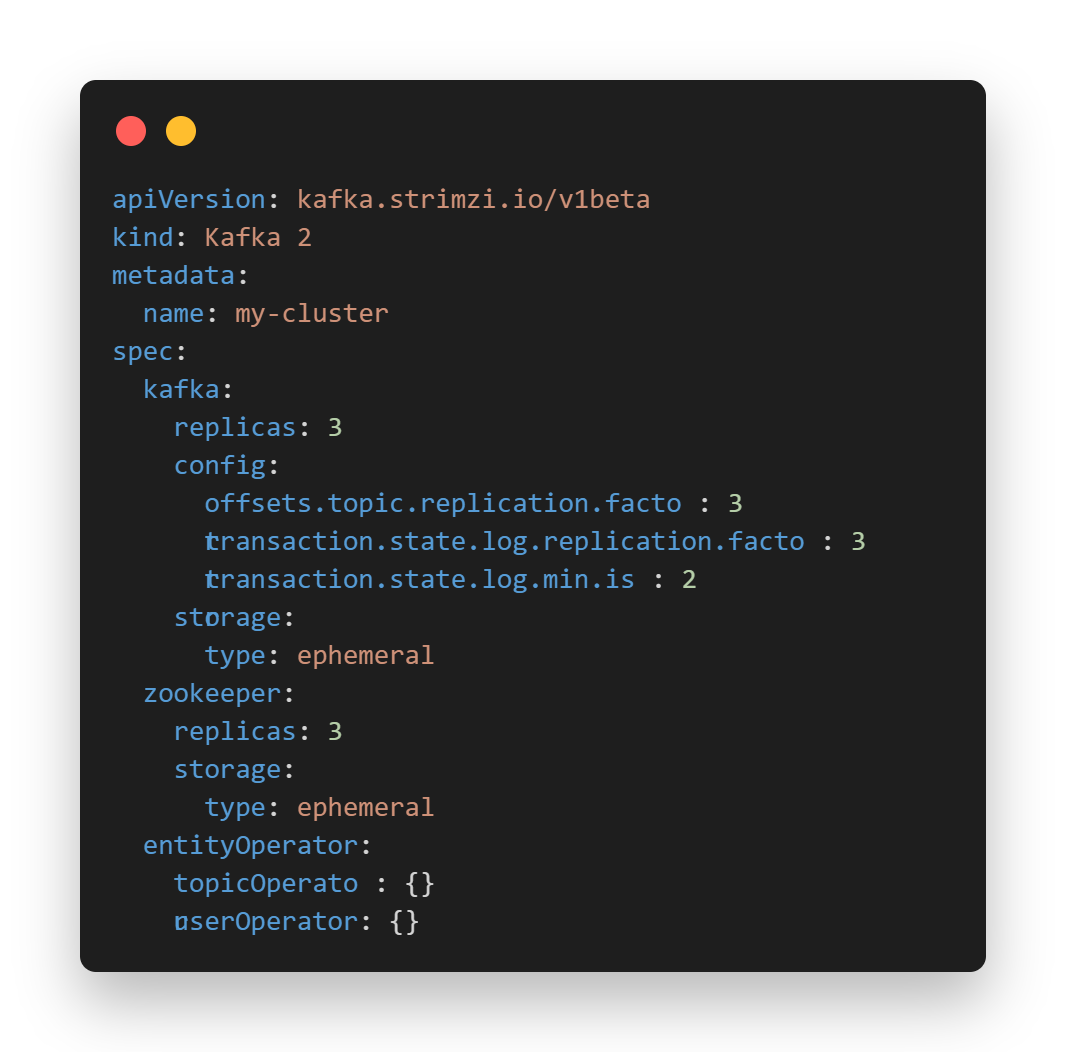 apiVersion: kafka.strimzi.io/v1beta
kind: Kafka 2
metadata:
  name: my-cluster
spec:
  kafka:
    replicas: 3
    config:
      offsets.topic.replication.facto : 3
      transaction.state.log.replication.facto : 3
      transaction.state.log.min.is : 2
    storage:
      type: ephemeral
  zookeeper:
    replicas: 3
    storage:
      type: ephemeral
  entityOperator:
    topicOperato : {}
    userOperator: {}